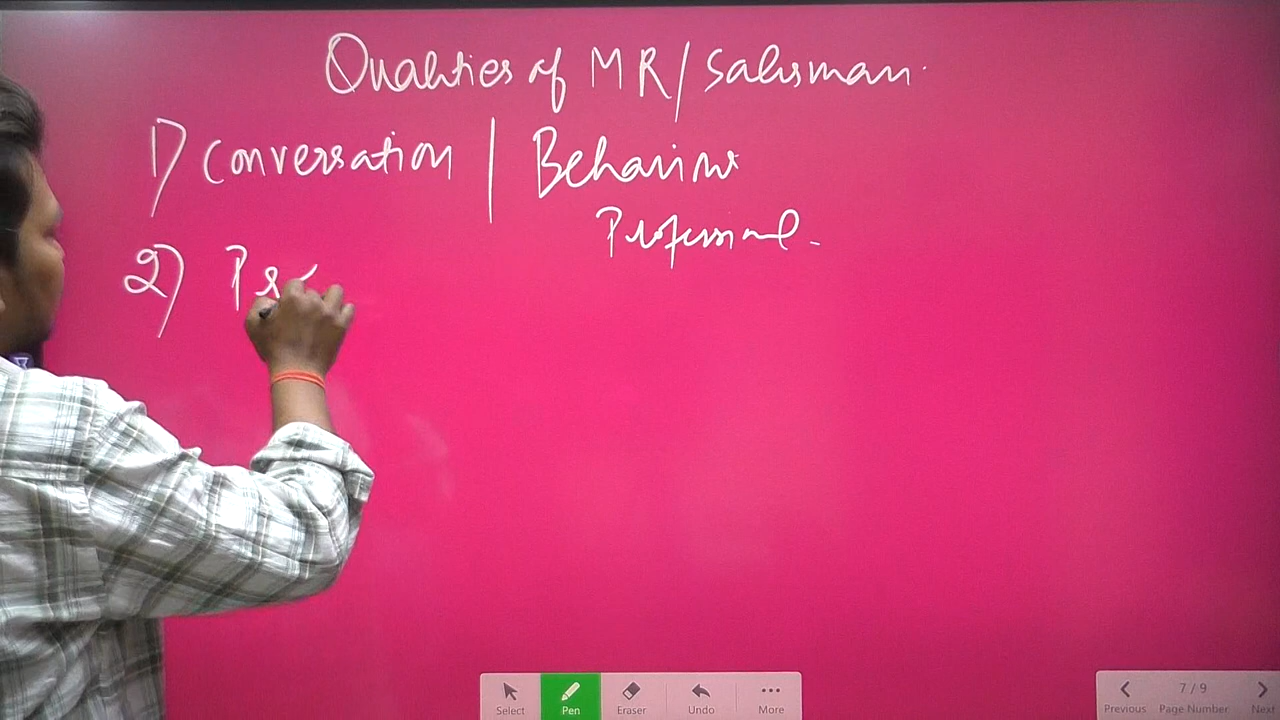 Qualities of MR/Salesman.
1) Conversation | Behaviour
Professional.
2)
Select Pen Eraser Undo More
Previous 7 / 9 Page Number Next